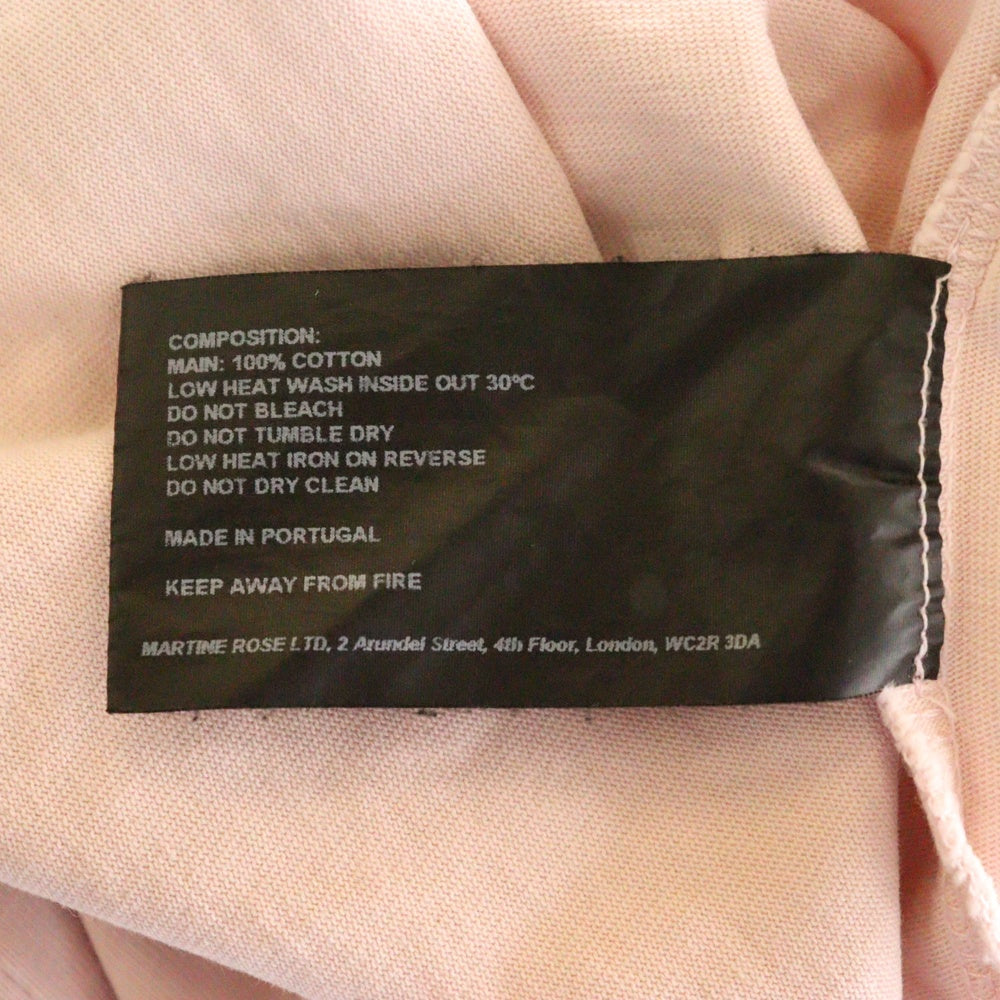 COMPOSITION:
MAIN: 100% COTTON
LOW HEAT WASH INSIDE OUT 30ºC
DO NOT BLEACH
DO NOT TUMBLE DRY
LOW HEAT IRON ON REVERSE
DO NOT DRY CLEAN
MADE IN PORTUGAL
KEEP AWAY FROM FIRE
MARTINE ROSE LTD, 2 Arundel Street, 4th Floor, London, WC2R 3DA